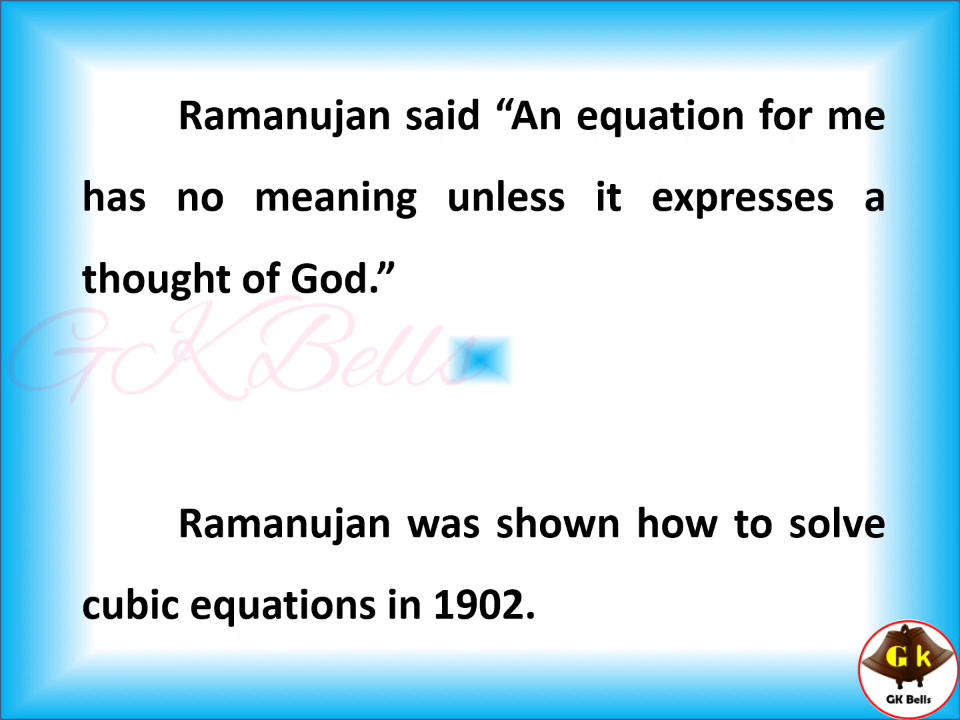 Ramanujan said “An equation for me
has no meaning unless it expresses a
thought of God.”
GK Bells
Ramanujan was shown how to solve
cubic equations in 1902.
G k
GK Bells